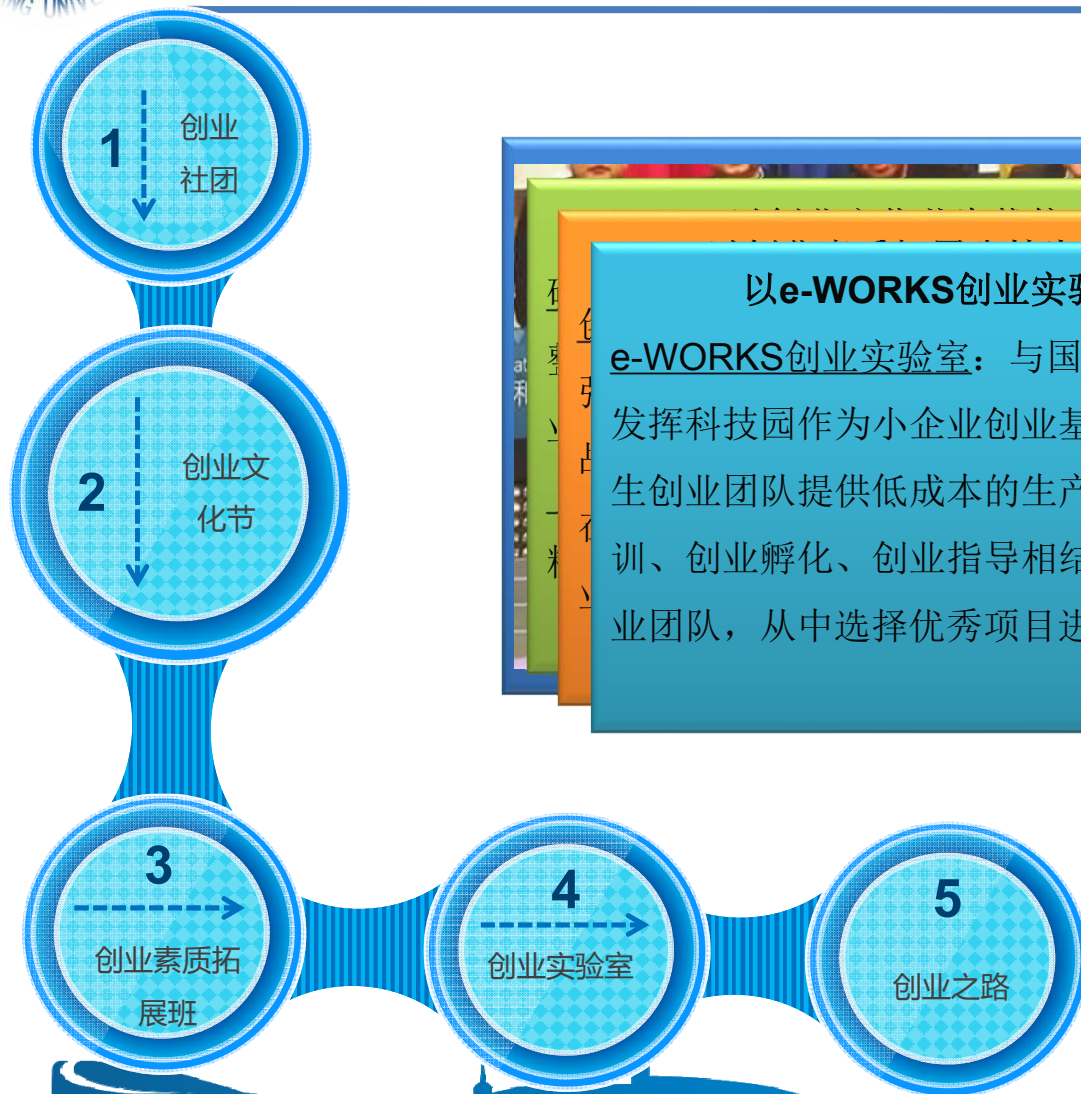 1
创业
社团
2
创业文
化节
以e-WORKS创业实
e-WORKS创业实验室：与国
发挥科技园作为小企业创业基
生创业团队提供低成本的生产
训、创业孵化、创业指导相结
业团队，从中选择优秀项目进
3
创业素质拓
展班
4
创业实验室
5
创业之路